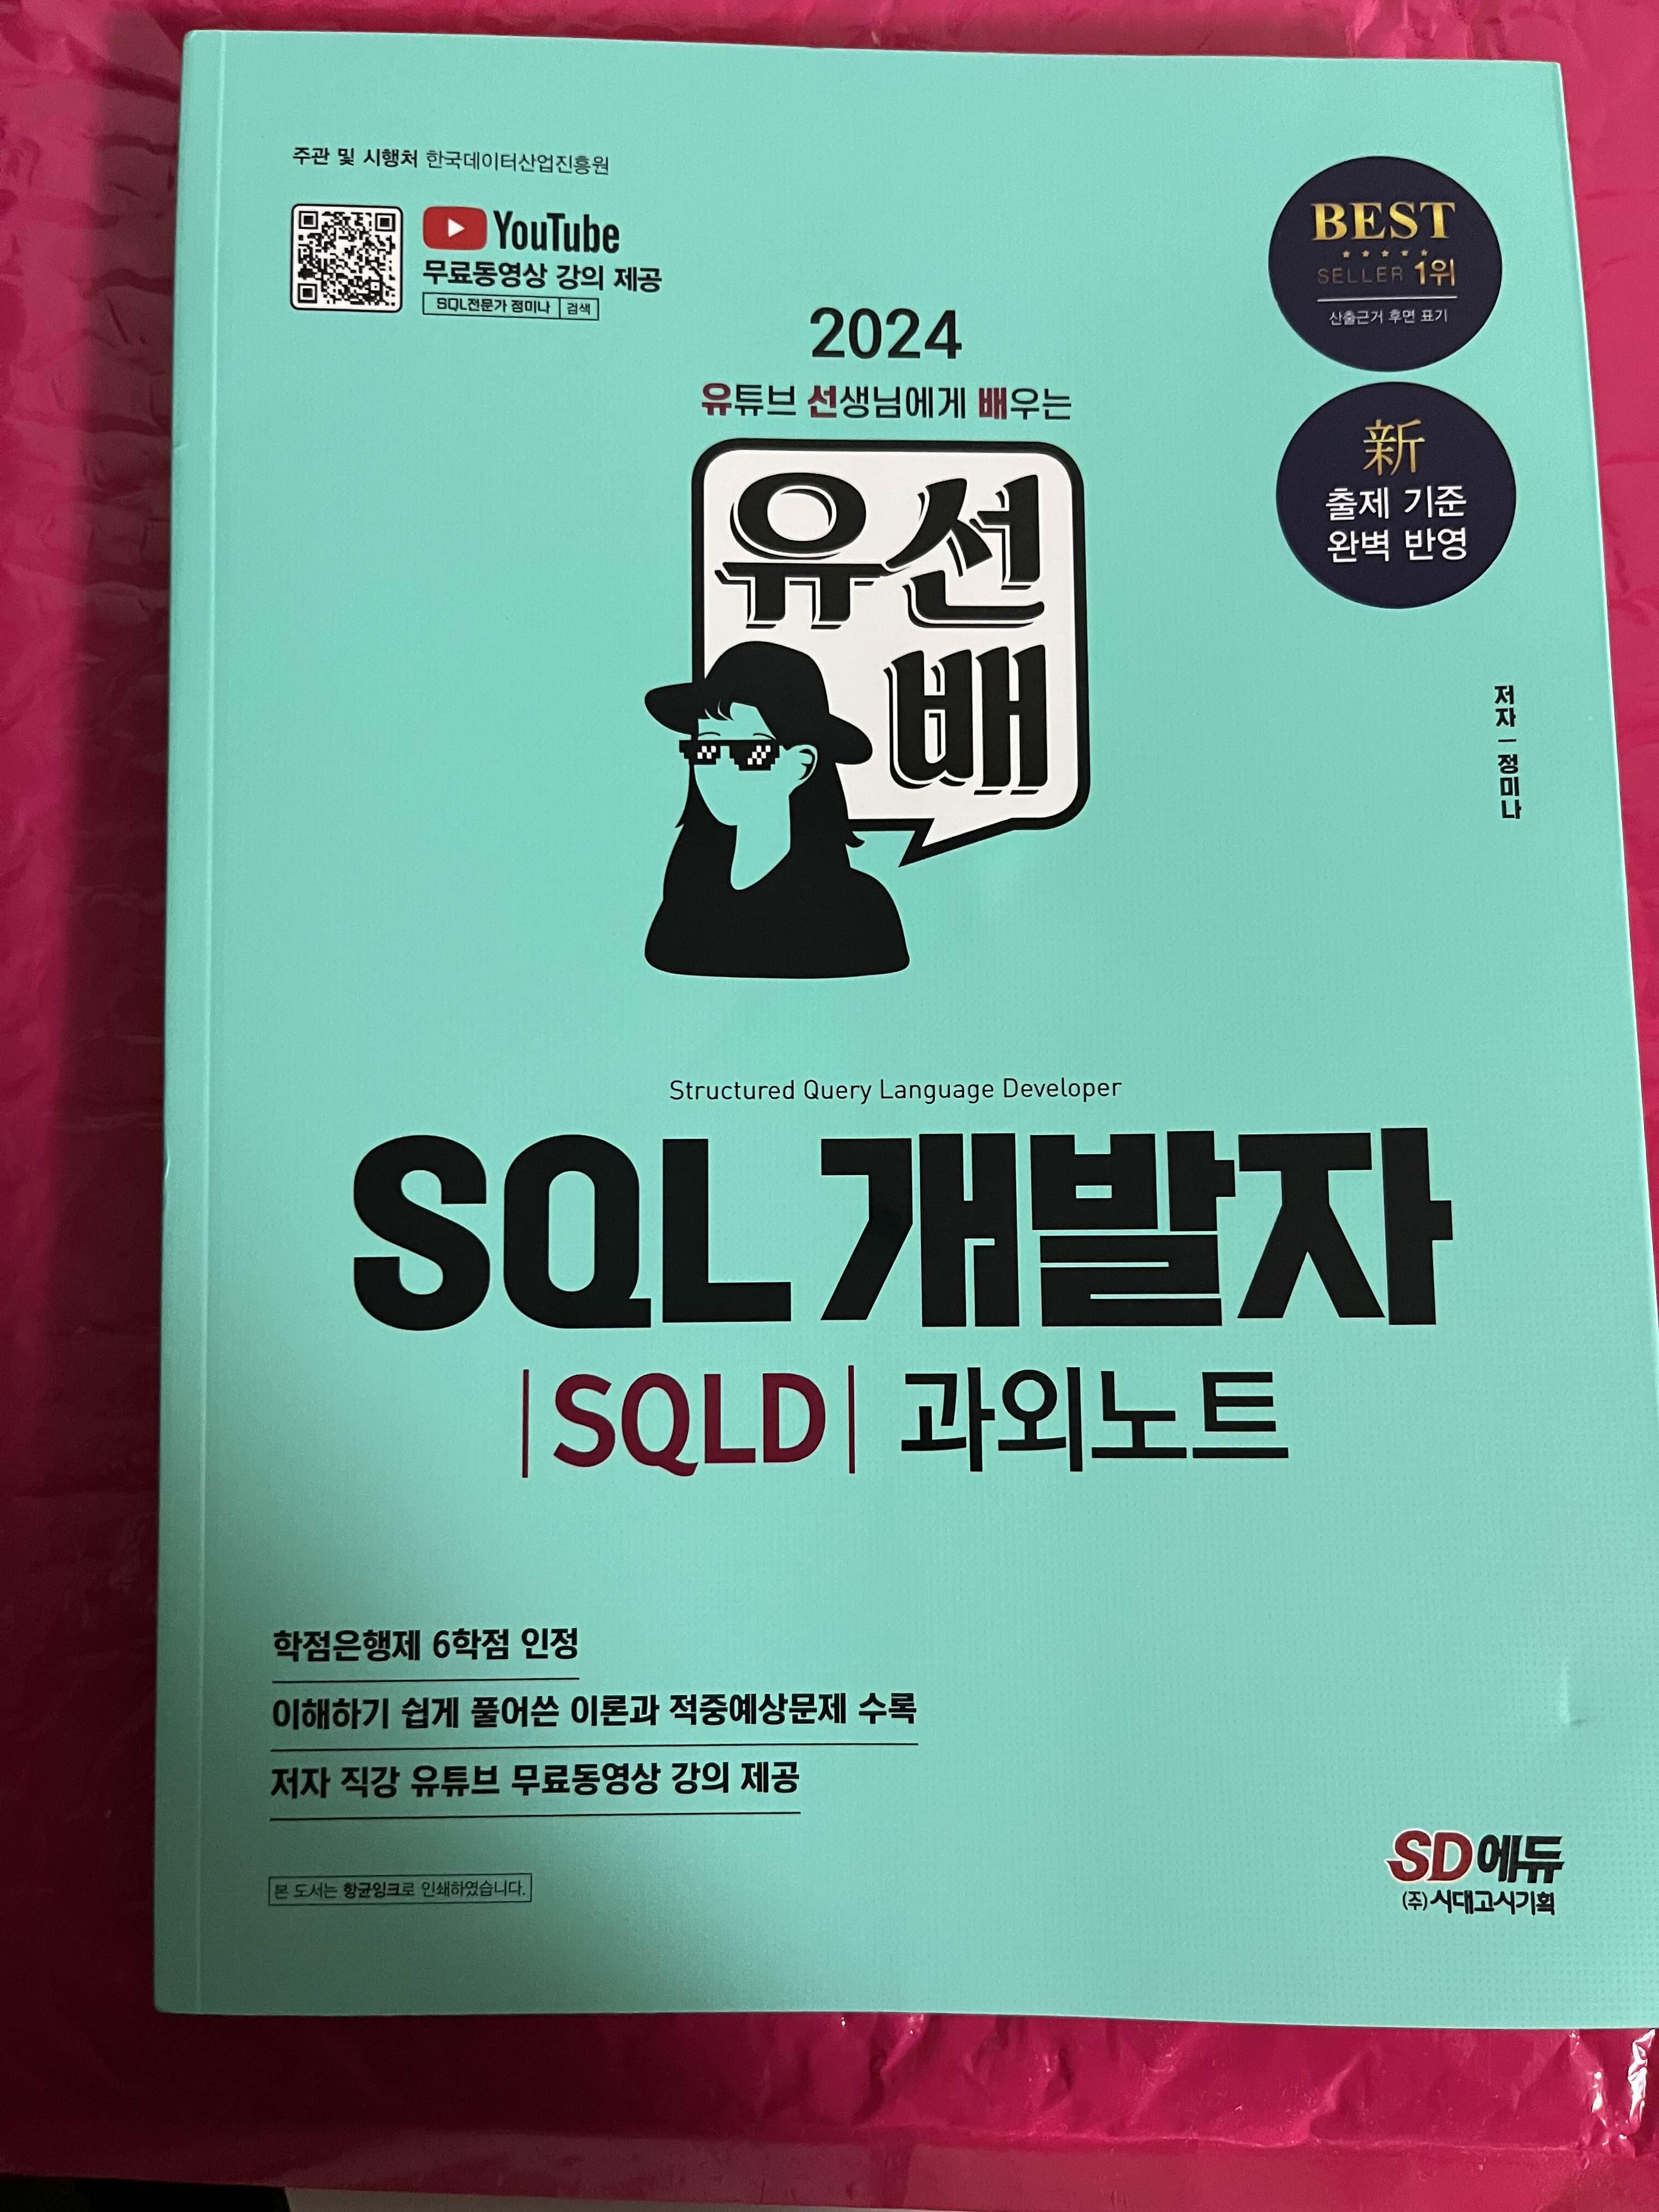 주관 및 시행처 한국데이터산업진흥원
YouTube
무료동영상 강의 제공
SQL전문가 정미나 검색
BEST
SELLER 1위
산출근거 후면 표기
新
출제 기준
완벽 반영
2024
유튜브 선생님에게 배우는
유선
배
저자 | 정미나
Structured Query Language Developer
SQL 개발자
|SQLD| 과외노트
학점은행제 6학점 인정
이해하기 쉽게 풀어쓴 이론과 적중예상문제 수록
저자 직강 유튜브 무료동영상 강의 제공
본 도서는 항균잉크로 인쇄하였습니다.
SD에듀
(주)시대고시기획